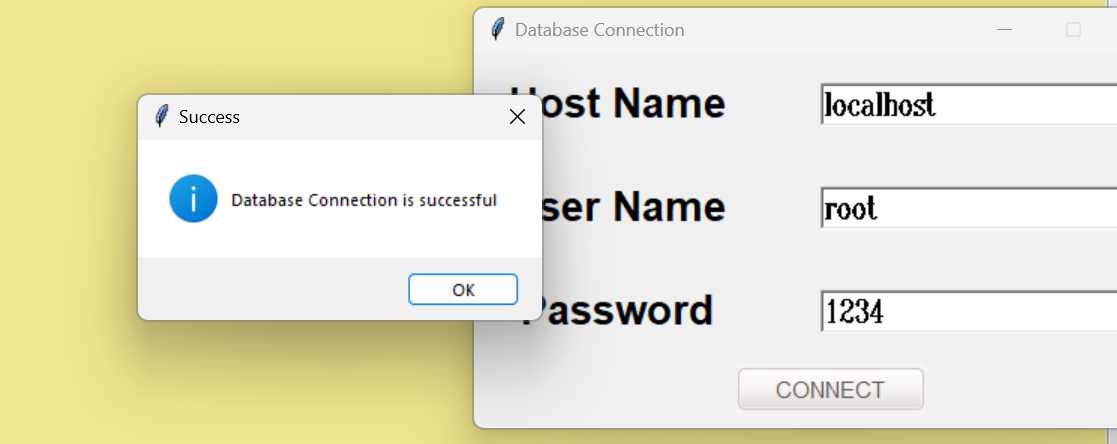 Database Connection
Success
Database Connection is successful
OK
Host Name
localhost
User Name
root
Password
1234
CONNECT